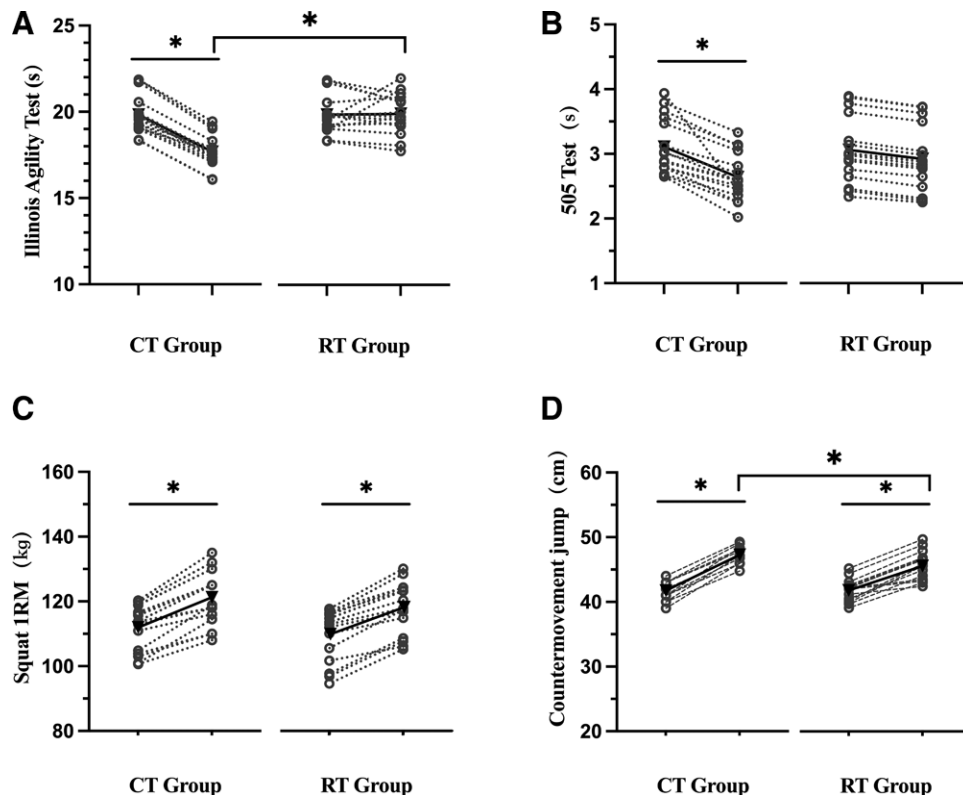 A
Illinois Agility Test (s)
25
20
15
10
*
*
CT Group
RT Group
B
505 Test (s)
5
4
3
2
1
*
CT Group
RT Group
C
Squat 1RM (kg)
160
140
120
100
80
*
*
CT Group
RT Group
D
Countermovement jump (cm)
60
50
40
30
20
*
*
*
CT Group
RT Group